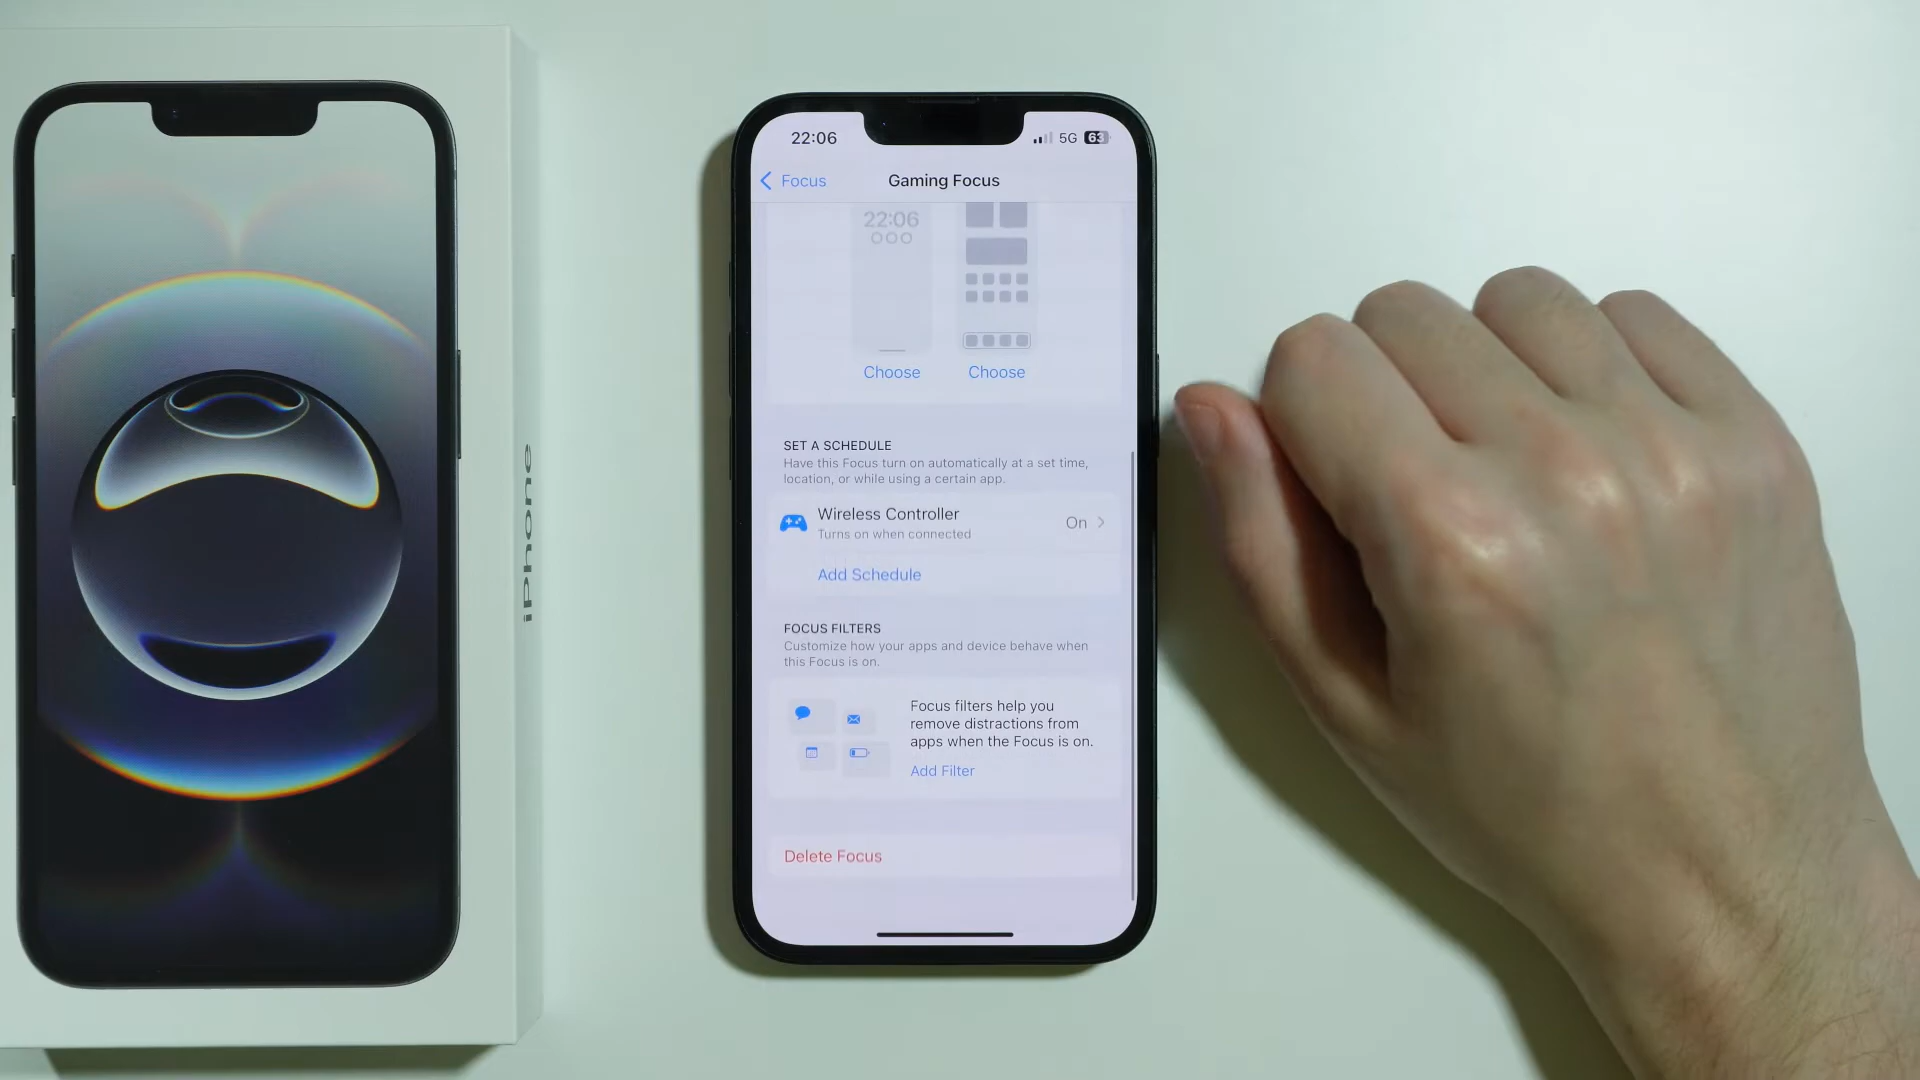 iPhone
22:06
5G 63
Focus
Gaming Focus
22:06
Choose
Choose
SET A SCHEDULE
Have this Focus turn on automatically at a set time,
location, or while using a certain app.
Wireless Controller
On
Turns on when connected
Add Schedule
FOCUS FILTERS
Customize how your apps and device behave when
this Focus is on.
Focus filters help you
remove distractions from
apps when the Focus is on.
Add Filter
Delete Focus